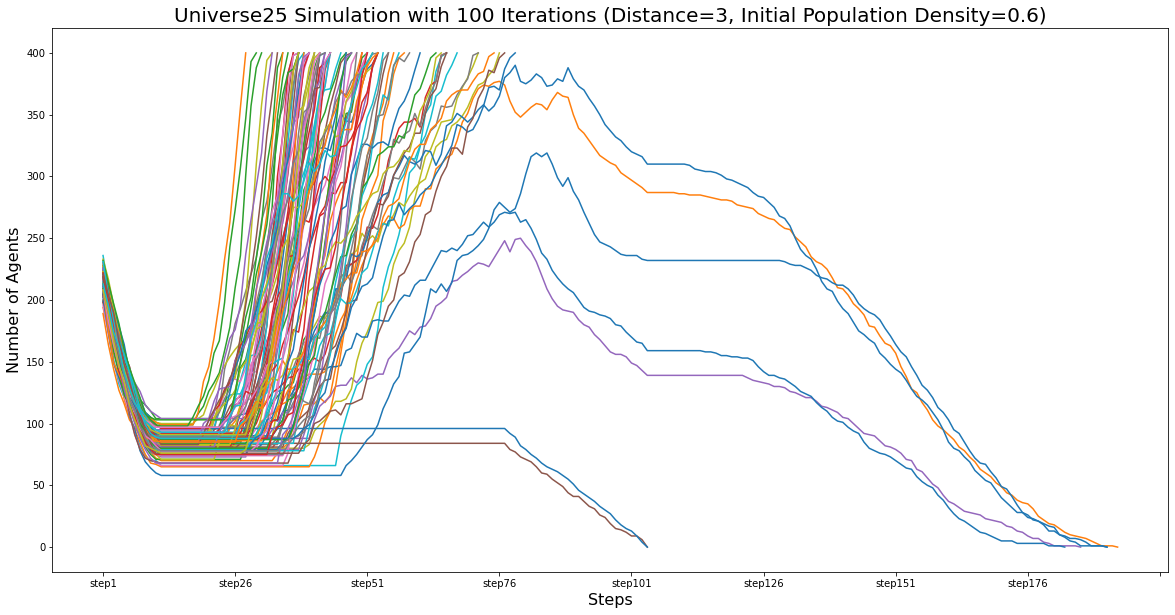 Universe25 Simulation with 100 Iterations (Distance=3, Initial Population Density=0.6)
400
350
300
250
200
150
100
50
0
Number of Agents
step1 step26 step51 step76 step101 step126 step151 step176
Steps